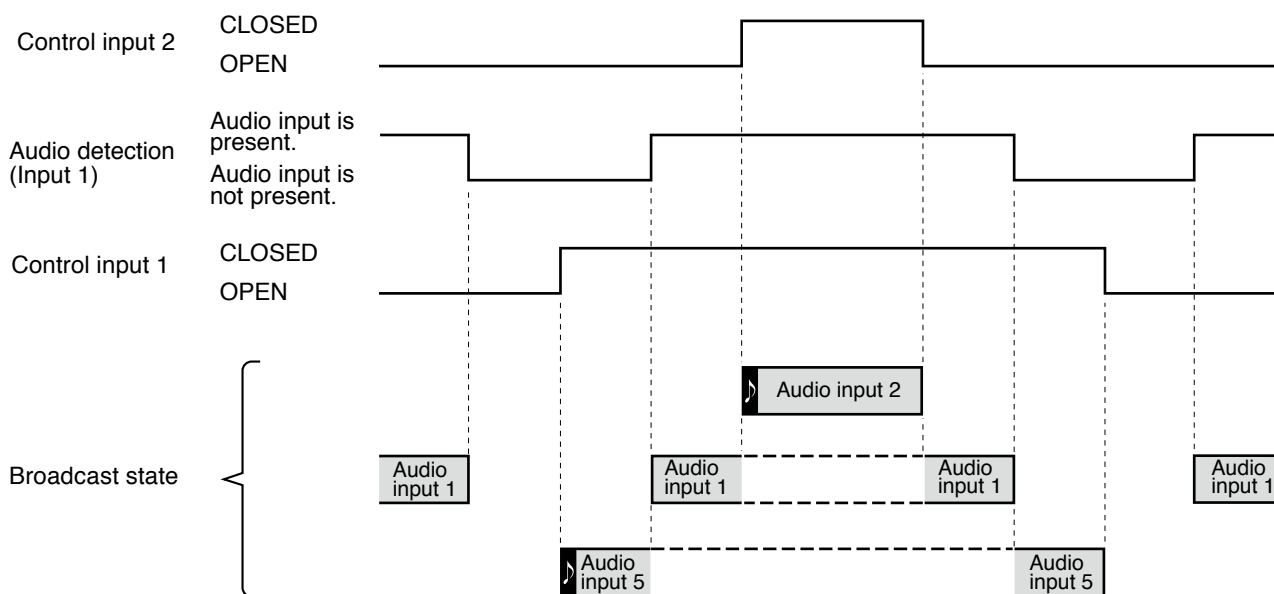 Control input 2
CLOSED
OPEN
Audio detection
(Input 1)
Audio input is
present.
Audio input is
not present.
Control input 1
CLOSED
OPEN
Broadcast state
♪ Audio input 2
Audio
input 1
Audio
input 1
Audio
input 1
Audio
input 1
♪ Audio
input 5
Audio
input 5